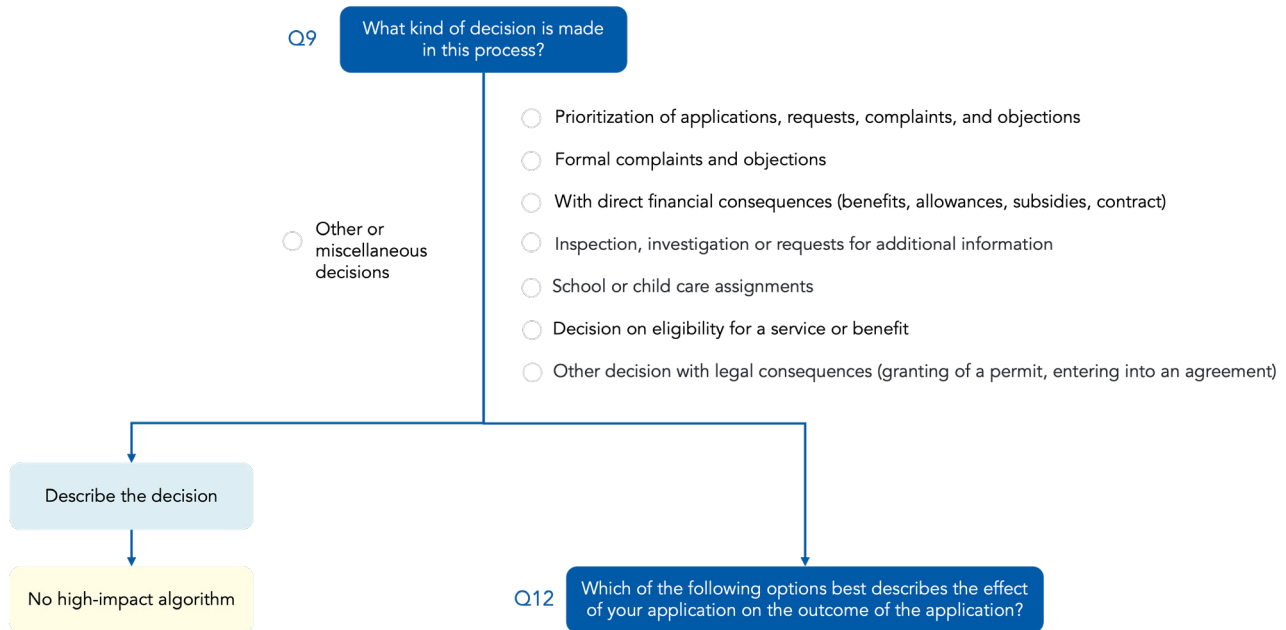 Q9
What kind of decision is made
in this process?
Prioritization of applications, requests, complaints, and objections
Formal complaints and objections
With direct financial consequences (benefits, allowances, subsidies, contract)
Other or
miscellaneous
decisions
Inspection, investigation or requests for additional information
School or child care assignments
Decision on eligibility for a service or benefit
Other decision with legal consequences (granting of a permit, entering into an agreement)
Describe the decision
No high-impact algorithm
Q12
Which of the following options best describes the effect
of your application on the outcome of the application?